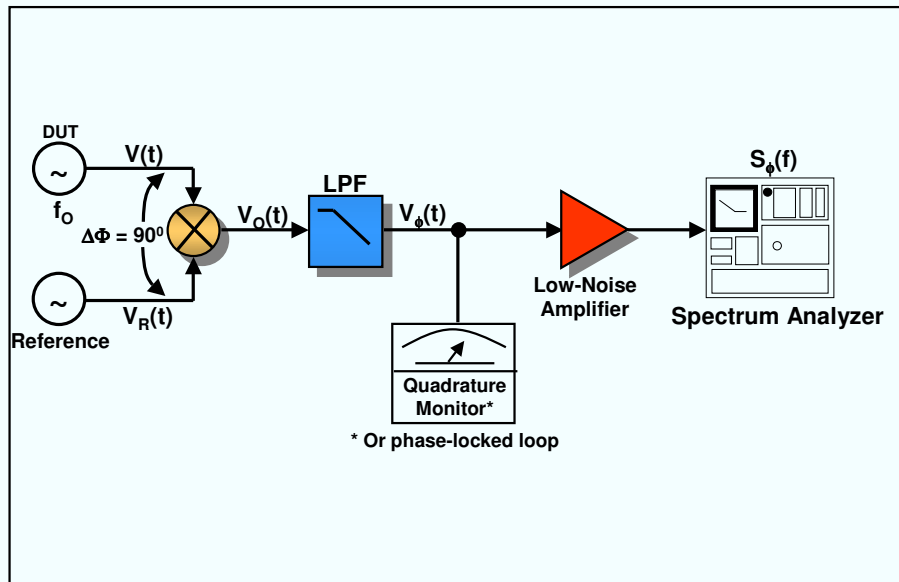 DUT
~
f₀
V(t)
ΔΦ = 90⁰
~
Reference
V_R(t)
V_O(t)
LPF
V_ϕ(t)
Quadrature
Monitor*
* Or phase-locked loop
Low-Noise
Amplifier
S_ϕ(f)
Spectrum Analyzer